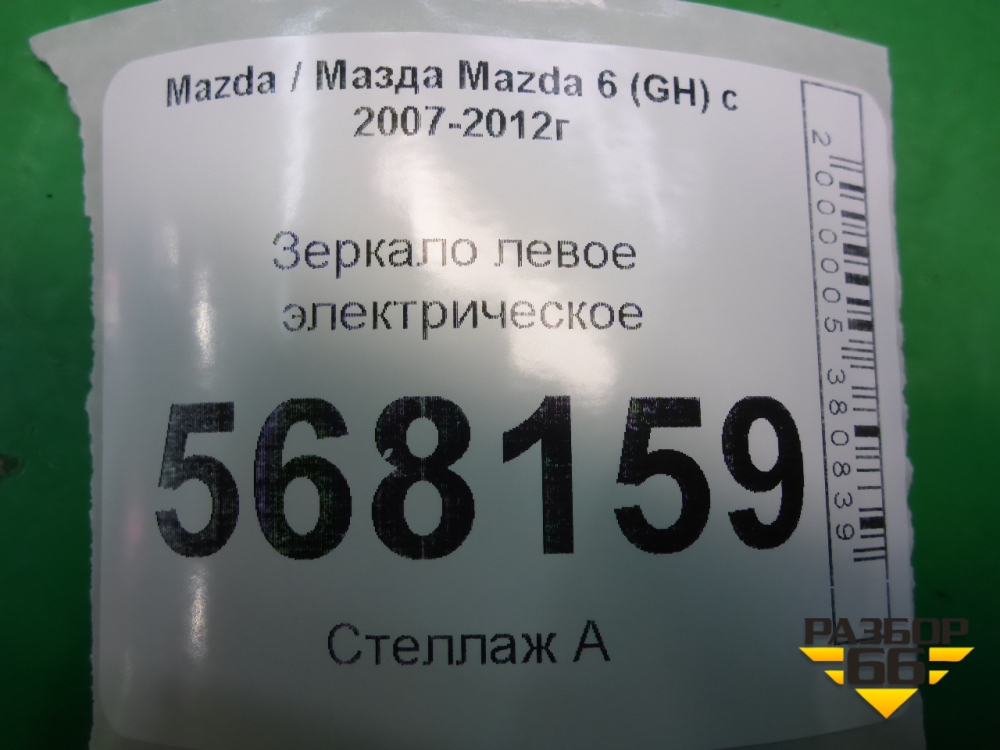 Mazda / Мазда Mazda 6 (GH) с
2007-2012г
Зеркало левое
электрическое
568159
Стеллаж А
2000005380839
РАЗБОР
66